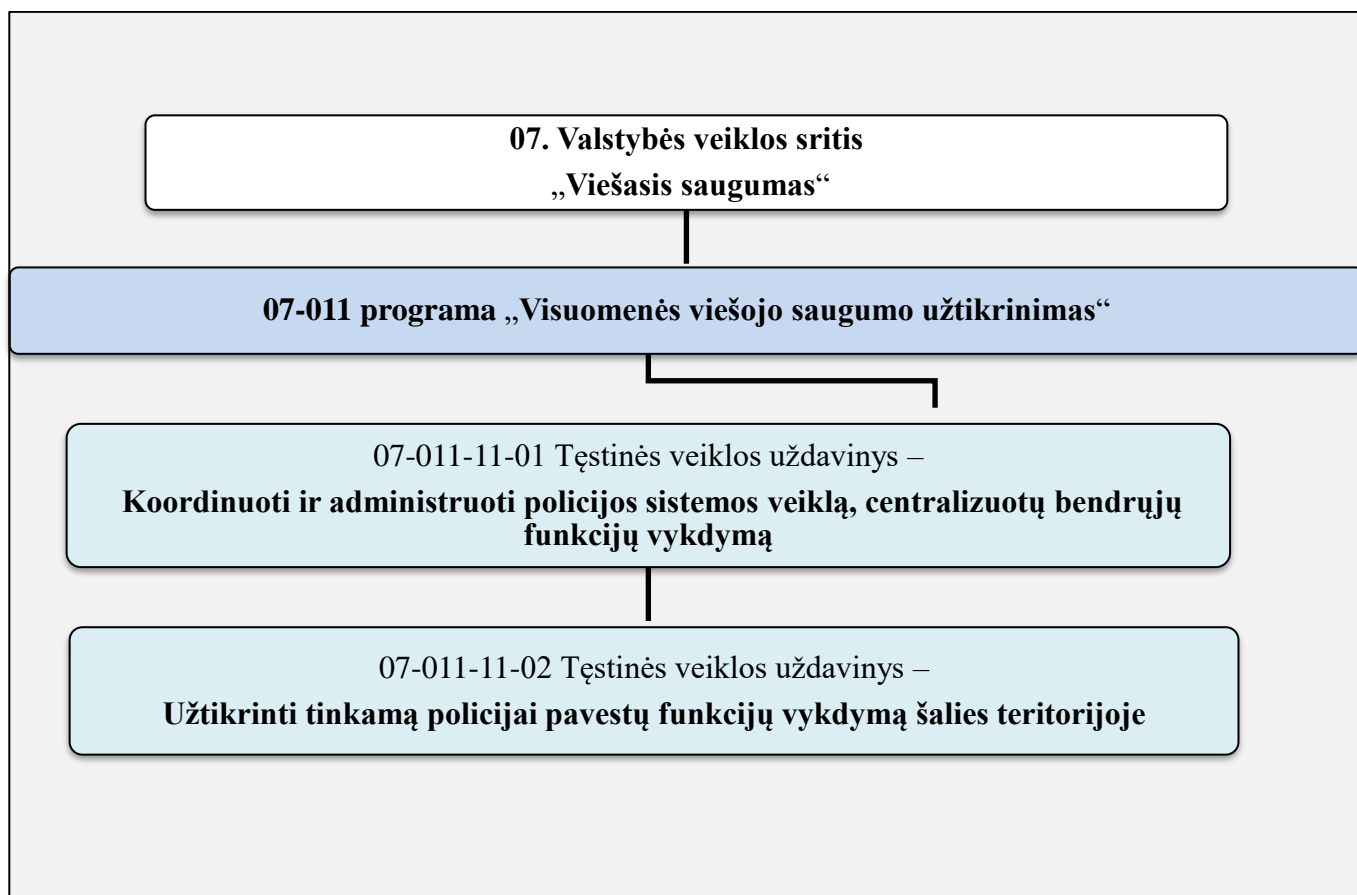 07. Valstybės veiklos sritis
„Viešasis saugumas“
07-011 programa „Visuomenės viešojo saugumo užtikrinimas“
07-011-11-01 Tęstinės veiklos uždavinys –
Koordinuoti ir administruoti policijos sistemos veiklą, centralizuotų bendrųjų
funkcijų vykdymą
07-011-11-02 Tęstinės veiklos uždavinys –
Užtikrinti tinkamą policijai pavestų funkcijų vykdymą šalies teritorijoje